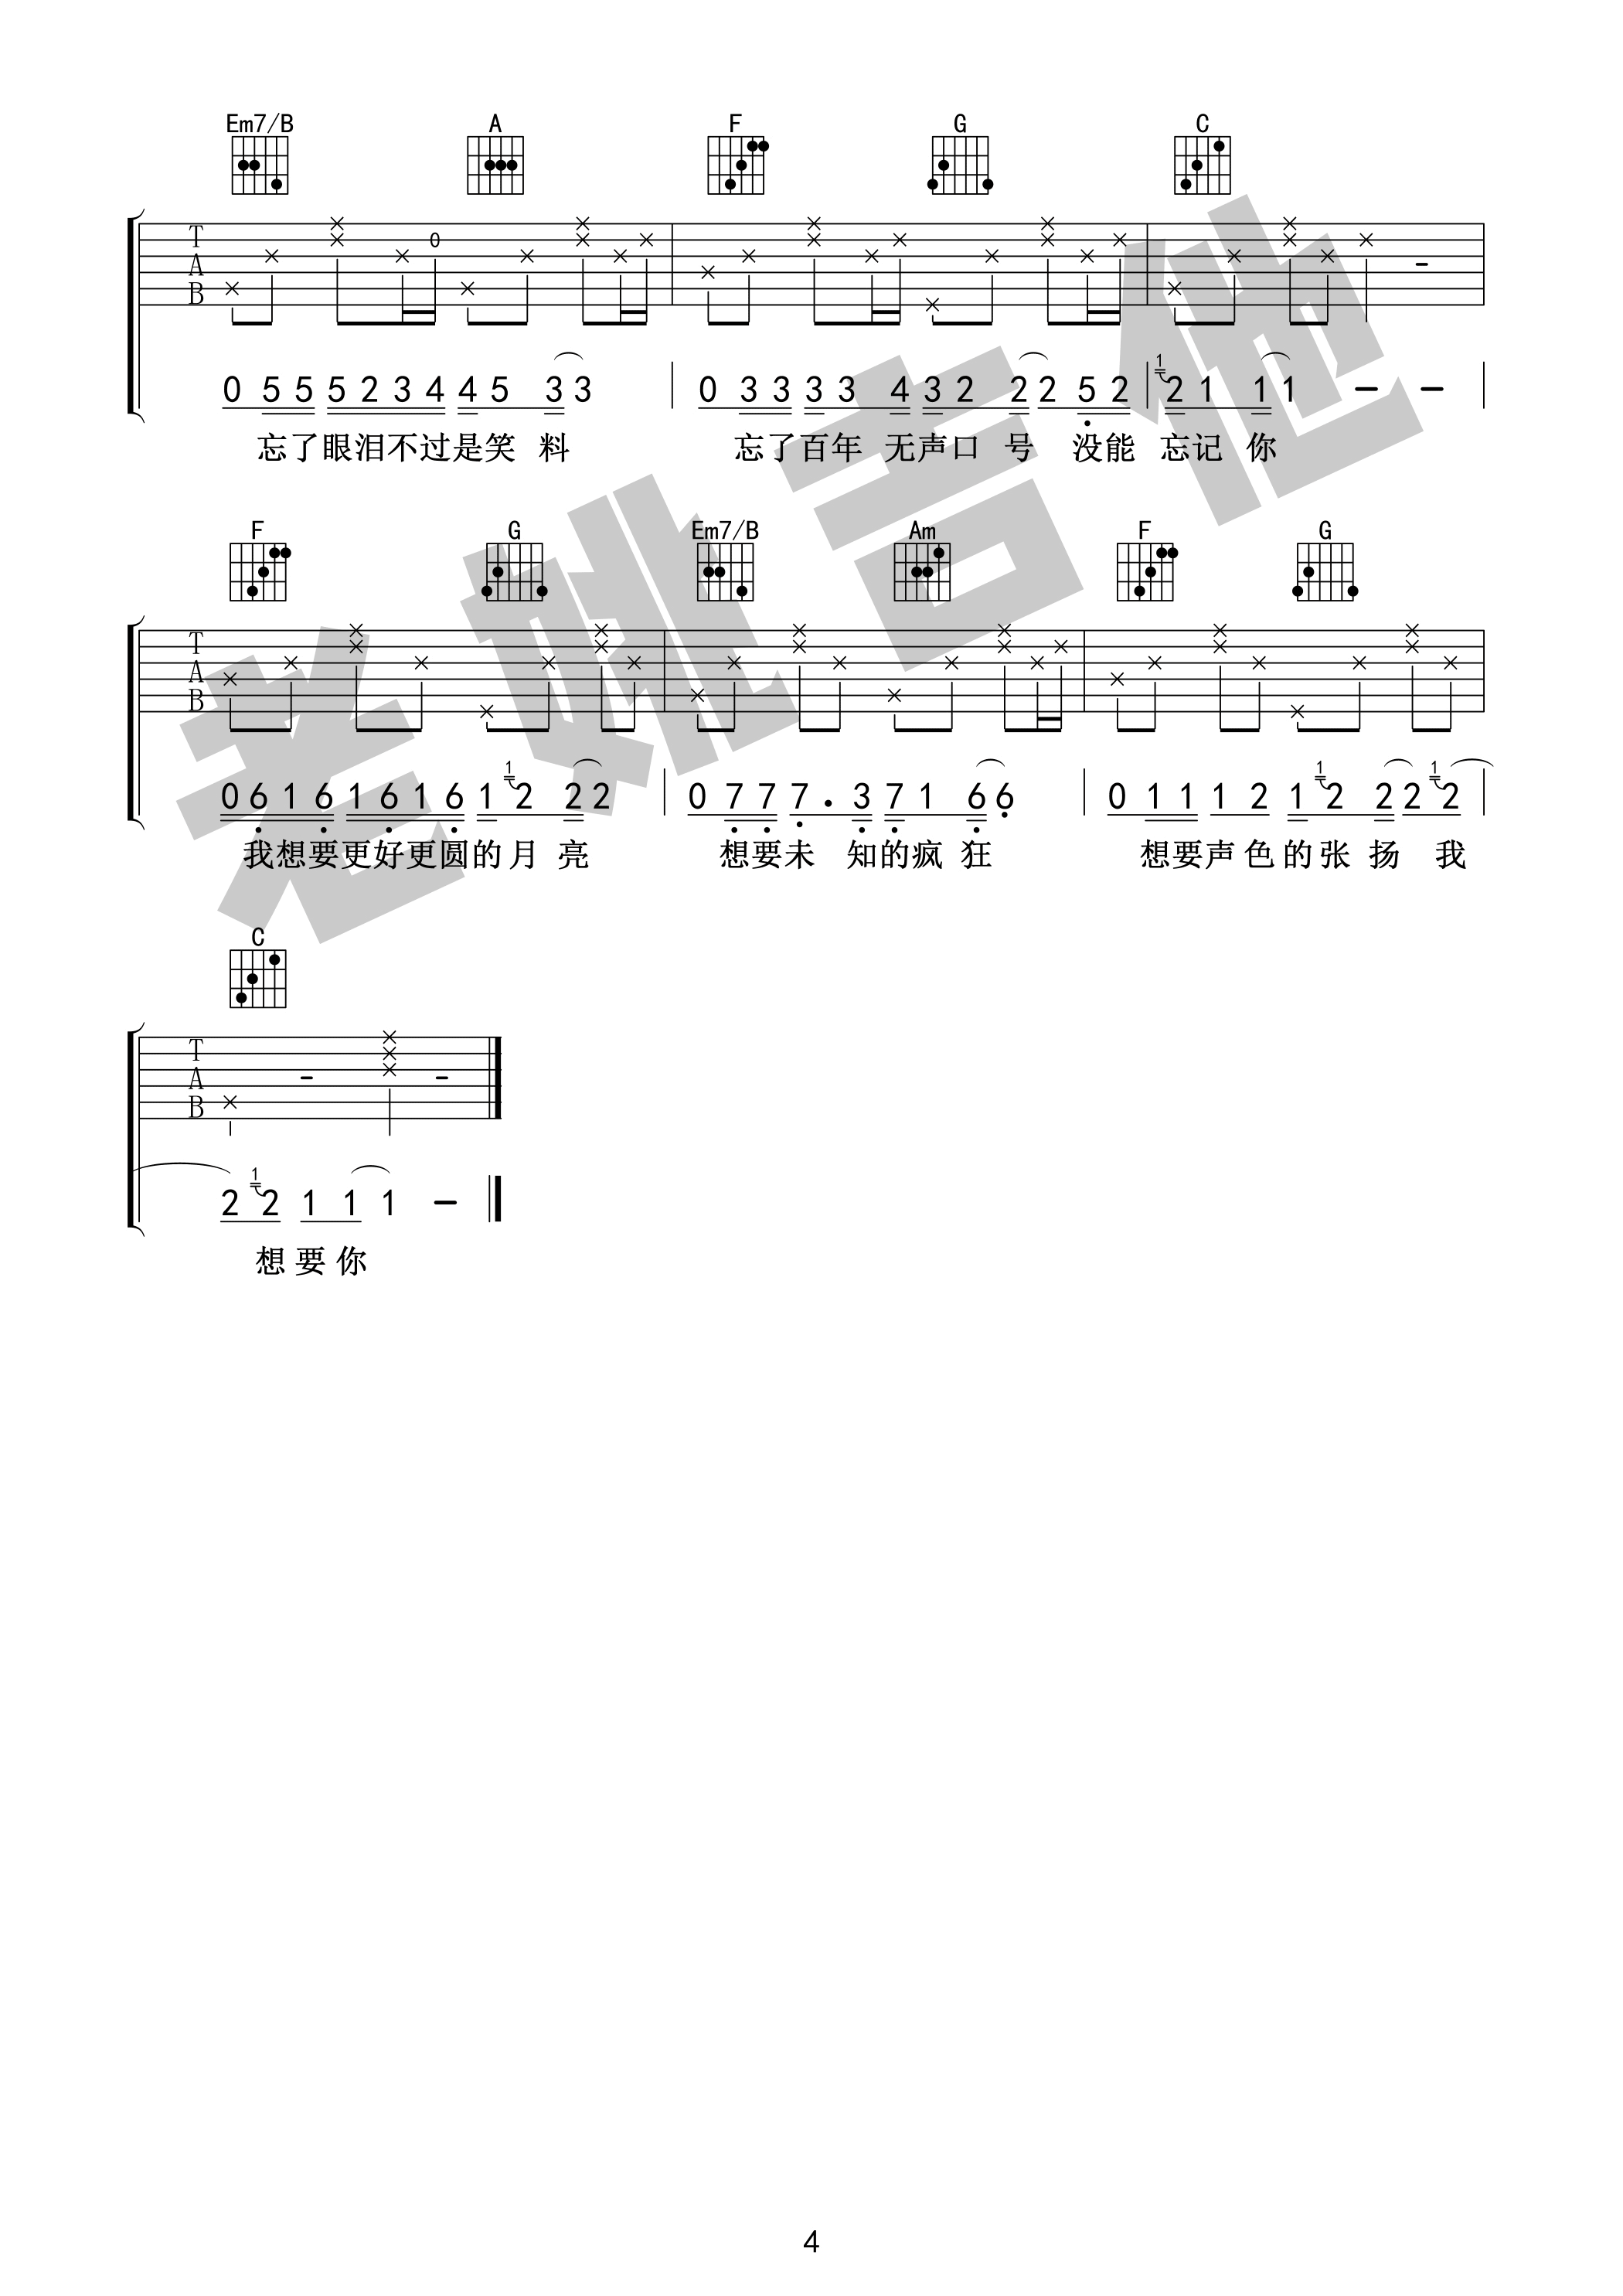 Em7/B A F G C
T
A 0
B
0 5 5 5 2 3 4 4 5 3 3 0 3 3 3 3 4 3 2 2 2 5 2 1 2 1 1 1 - -
忘了眼泪不过是笑 料 忘了百年 无声口 号 没能 忘记 你
F G Em7/B Am F G
T
A
B
0 6 1 6 1 6 1 6 1 1 2 2 2 0 7 7 7 . 3 7 1 6 6 0 1 1 1 2 1 1 2 2 2 1 2
我想要更好更圆的月 亮 想要未 知的疯 狂 想要声色的张 扬 我
C
T
A
B
2 1 2 1 1 1 -
想要你
老姚吉他
4